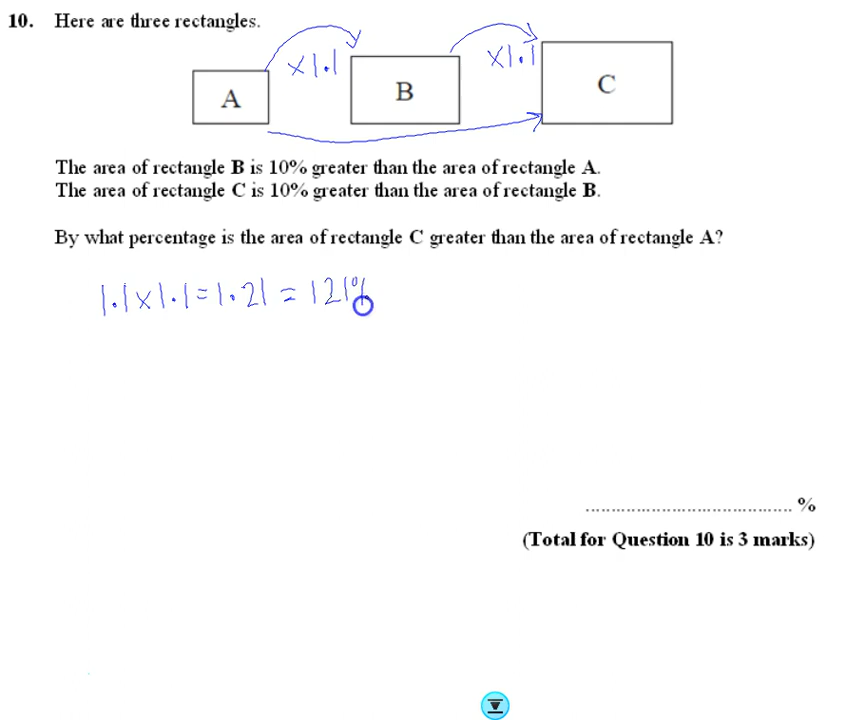 10. Here are three rectangles.
×1.1 ×1.1
A B C
The area of rectangle B is 10% greater than the area of rectangle A.
The area of rectangle C is 10% greater than the area of rectangle B.
By what percentage is the area of rectangle C greater than the area of rectangle A?
1.1×1.1=1.21 = 121%
.......................................... %
(Total for Question 10 is 3 marks)